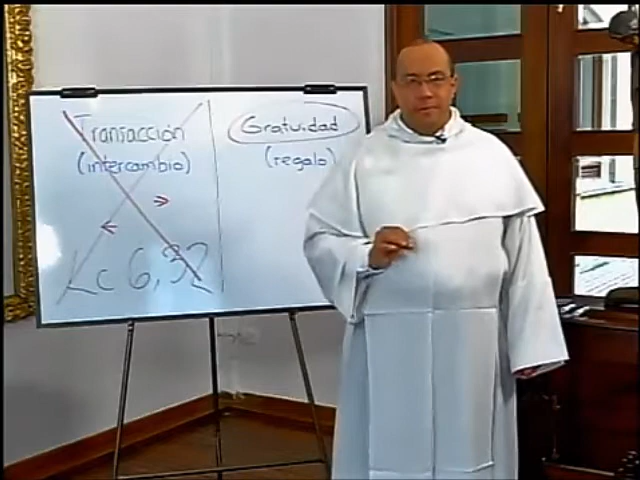 Transacción
(intercambio)
Lc 6,32
Gratuidad
(regalo)